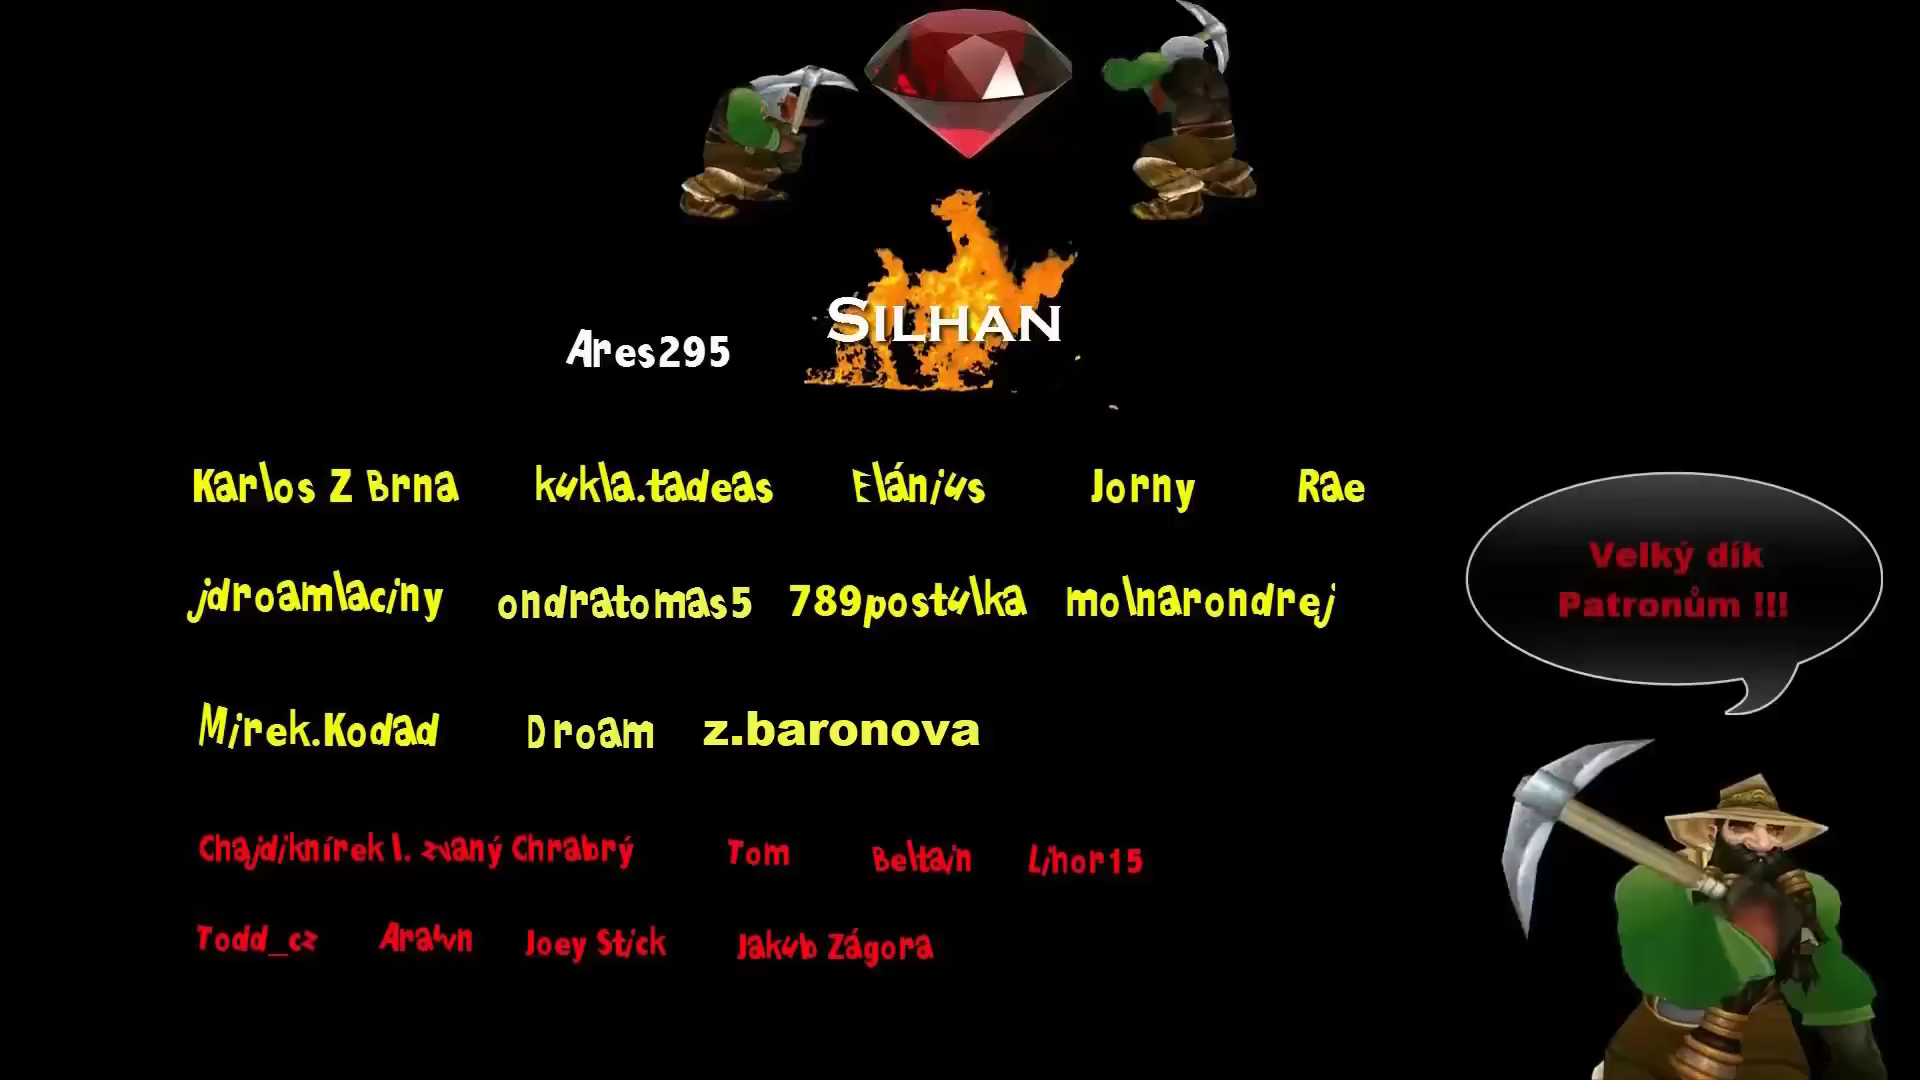 Silhan
Ares295
Karlos Z Brna kukla.tadeas Elánius Jorny Rae
Velký dík
Patronům !!!
jdroamlaciny ondratomas5 789postulka molnarondrej
Mirek.Kodad Droam z.baronova
Chajdiknírek I. zvaný Chrabrý Tom Beltain Lihor15
Todd_cz Arawn Joey Stick Jakub Zágora